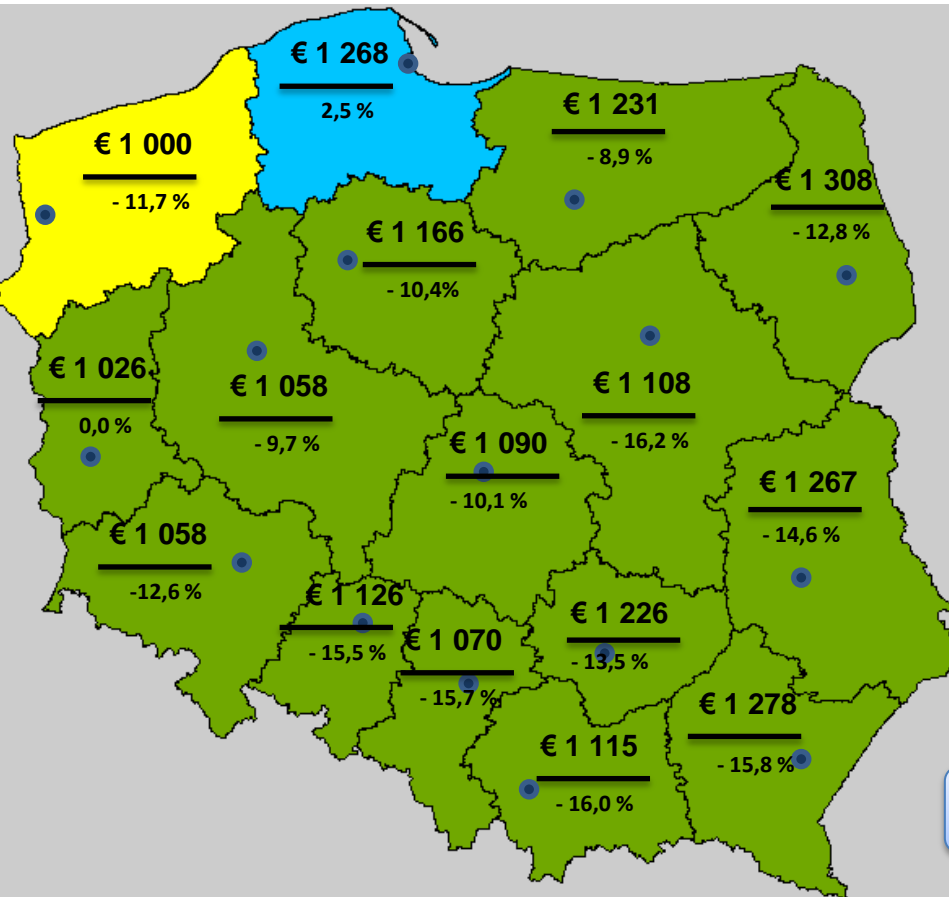 € 1 268
2,5 %
€ 1 231
- 8,9 %
€ 1 000
- 11,7 %
€ 1 308
- 12,8 %
€ 1 166
- 10,4%
€ 1 026
0,0 %
€ 1 058
- 9,7 %
€ 1 108
- 16,2 %
€ 1 090
- 10,1 %
€ 1 267
- 14,6 %
€ 1 058
-12,6 %
€ 1 126
- 15,5 %
€ 1 070
- 15,7 %
€ 1 226
- 13,5 %
€ 1 278
- 15,8 %
€ 1 115
- 16,0 %